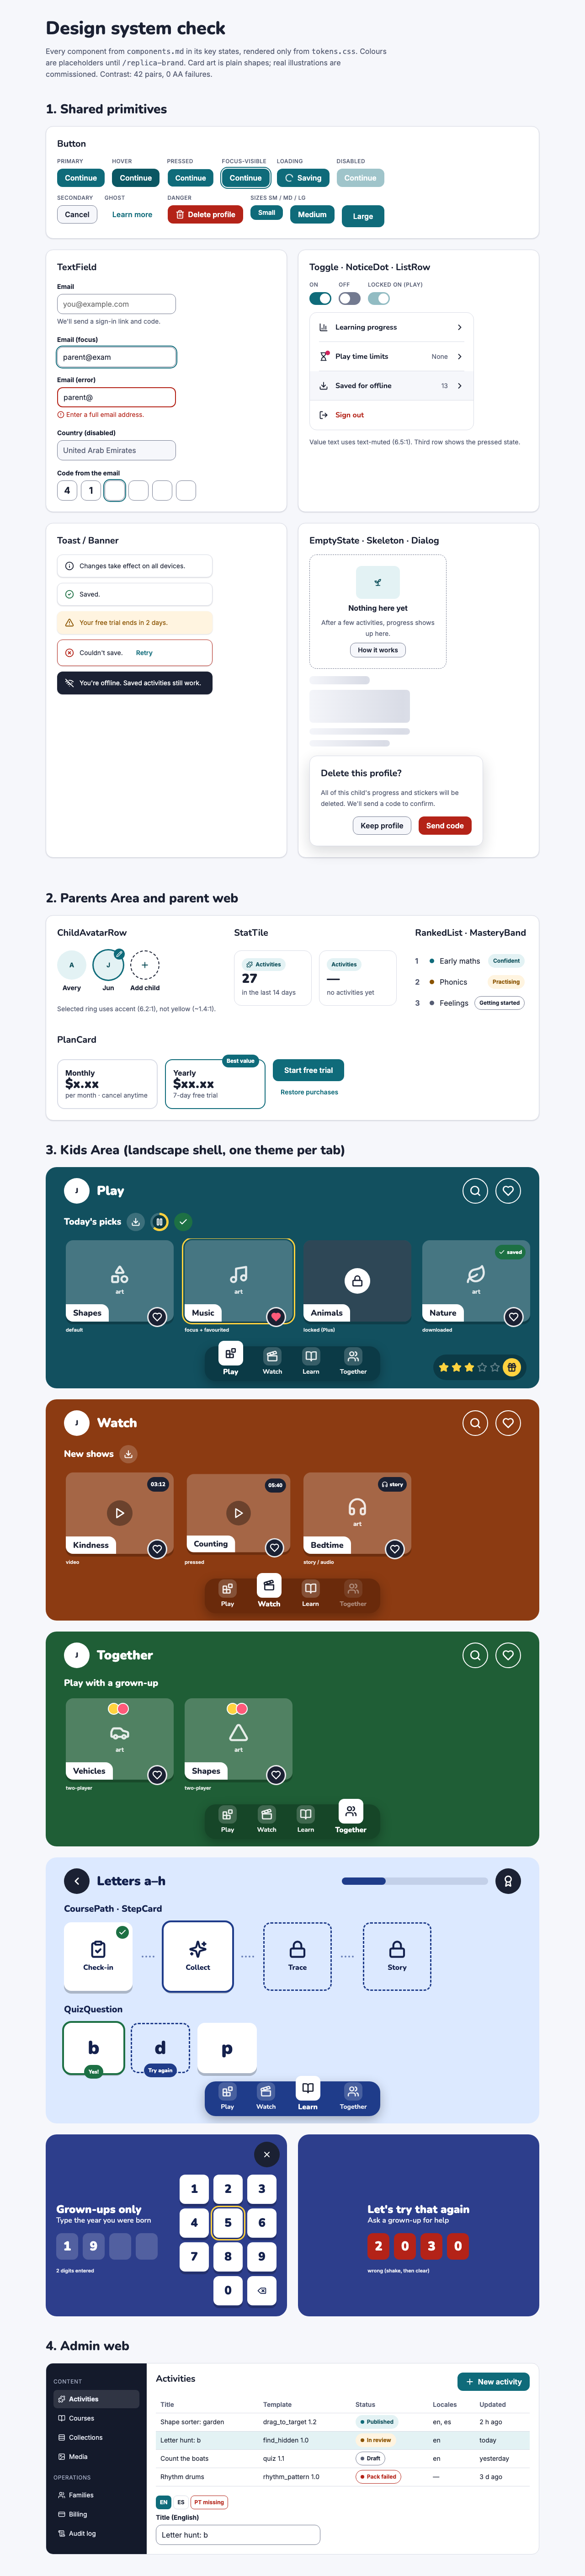 Design system check
Every component from components.md in its key states, rendered only from tokens.css. Colours
are placeholders until /replica-brand. Card art is plain shapes; real illustrations are
commissioned. Contrast: 42 pairs, 0 AA failures.
1. Shared primitives
Button
PRIMARY HOVER PRESSED FOCUS-VISIBLE LOADING DISABLED
Continue Continue Continue Continue Saving Continue
SECONDARY GHOST DANGER SIZES SM / MD / LG
Cancel Learn more Delete profile Small Medium Large
TextField
Email
you@example.com
We'll send a sign-in link and code.
Email (focus)
parent@exam
Email (error)
parent@
Enter a full email address.
Country (disabled)
United Arab Emirates
Code from the email
4 1
Toggle · NoticeDot · ListRow
ON OFF LOCKED ON (PLAY)
Learning progress
Play time limits None
Saved for offline 13
Sign out
Value text uses text-muted (6.5:1). Third row shows the pressed state.
Toast / Banner
Changes take effect on all devices.
Saved.
Your free trial ends in 2 days.
Couldn't save. Retry
You're offline. Saved activities still work.
EmptyState · Skeleton · Dialog
Nothing here yet
After a few activities, progress shows
up here.
How it works
Delete this profile?
All of this child's progress and stickers will be
deleted. We'll send a code to confirm.
Keep profile Send code
2. Parents Area and parent web
ChildAvatarRow
A J
Avery Jun Add child
Selected ring uses accent (6.2:1), not yellow (~1.4:1).
StatTile
Activities Activities
27 —
in the last 14 days no activities yet
RankedList · MasteryBand
1 Early maths Confident
2 Phonics Practising
3 Feelings Getting started
PlanCard
Best value
Monthly Yearly
$x.xx $xx.xx
per month · cancel anytime 7-day free trial
Start free trial
Restore purchases
3. Kids Area (landscape shell, one theme per tab)
J Play
Today's picks
saved
art art art
Shapes Music Animals Nature
default focus + favourited locked (Plus) downloaded
Play Watch Learn Together
J Watch
New shows
03:12 05:40 story
art
Kindness Counting Bedtime
video pressed story / audio
Play Watch Learn Together
J Together
Play with a grown-up
art art
Vehicles Shapes
two-player two-player
Play Watch Learn Together
Letters a–h
CoursePath · StepCard
Check-in Collect Trace Story
QuizQuestion
b d p
Yes! Try again
Play Watch Learn Together
Grown-ups only
Type the year you were born
1 9
2 digits entered
1 2 3
4 5 6
7 8 9
0
Let's try that again
Ask a grown-up for help
2 0 3 0
wrong (shake, then clear)
4. Admin web
CONTENT
Activities
Courses
Collections
Media
OPERATIONS
Families
Billing
Audit log
Activities New activity
Title Template Status Locales Updated
Shape sorter: garden drag_to_target 1.2 Published en, es 2 h ago
Letter hunt: b find_hidden 1.0 In review en today
Count the boats quiz 1.1 Draft en yesterday
Rhythm drums rhythm_pattern 1.0 Pack failed — 3 d ago
EN ES PT missing
Title (English)
Letter hunt: b